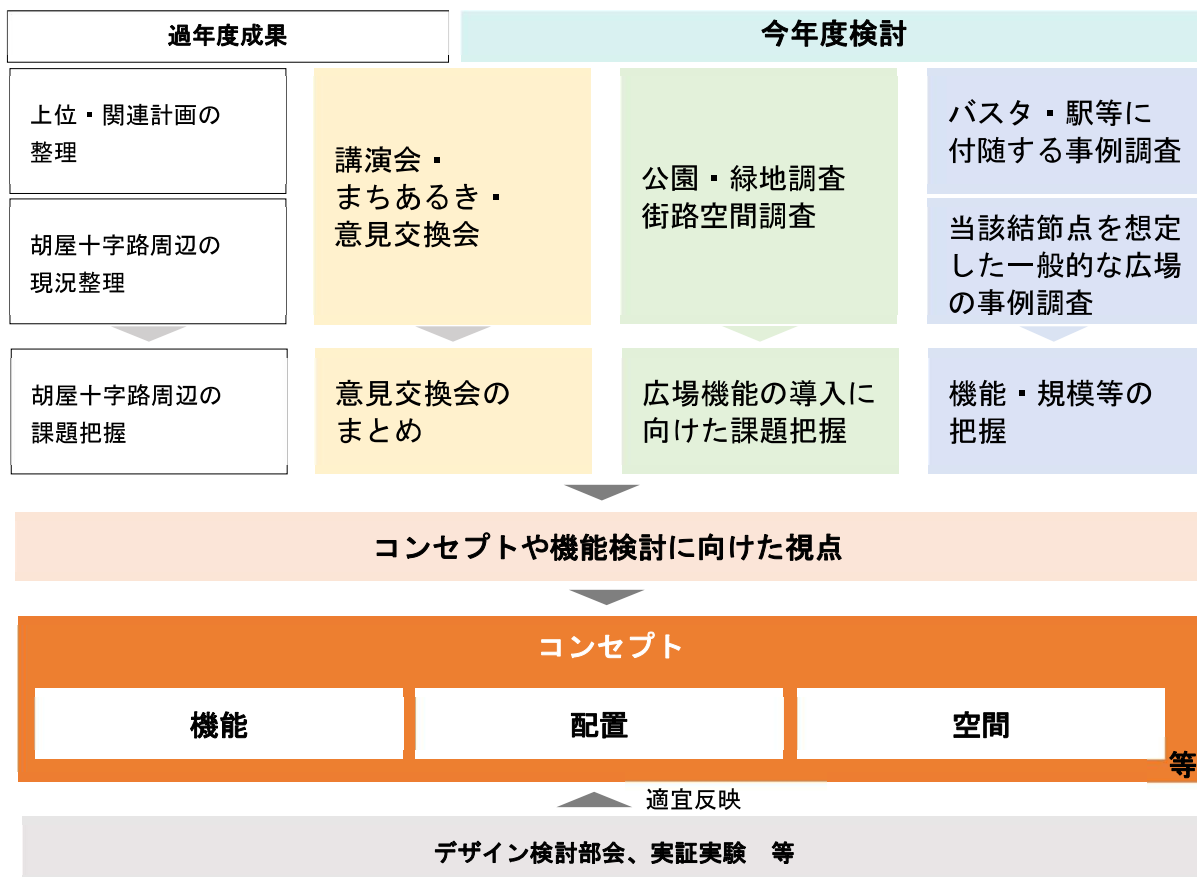 過年度成果
今年度検討
上位・関連計画の
整理
胡屋十字路周辺の
現況整理
胡屋十字路周辺の
課題把握
講演会・
まちあるき・
意見交換会
意見交換会の
まとめ
公園・緑地調査
街路空間調査
広場機能の導入に
向けた課題把握
バスタ・駅等に
付随する事例調査
当該結節点を想定
した一般的な広場
の事例調査
機能・規模等の
把握
コンセプトや機能検討に向けた視点
コンセプト
機能
配置
空間
等
適宜反映
デザイン検討部会、実証実験　等